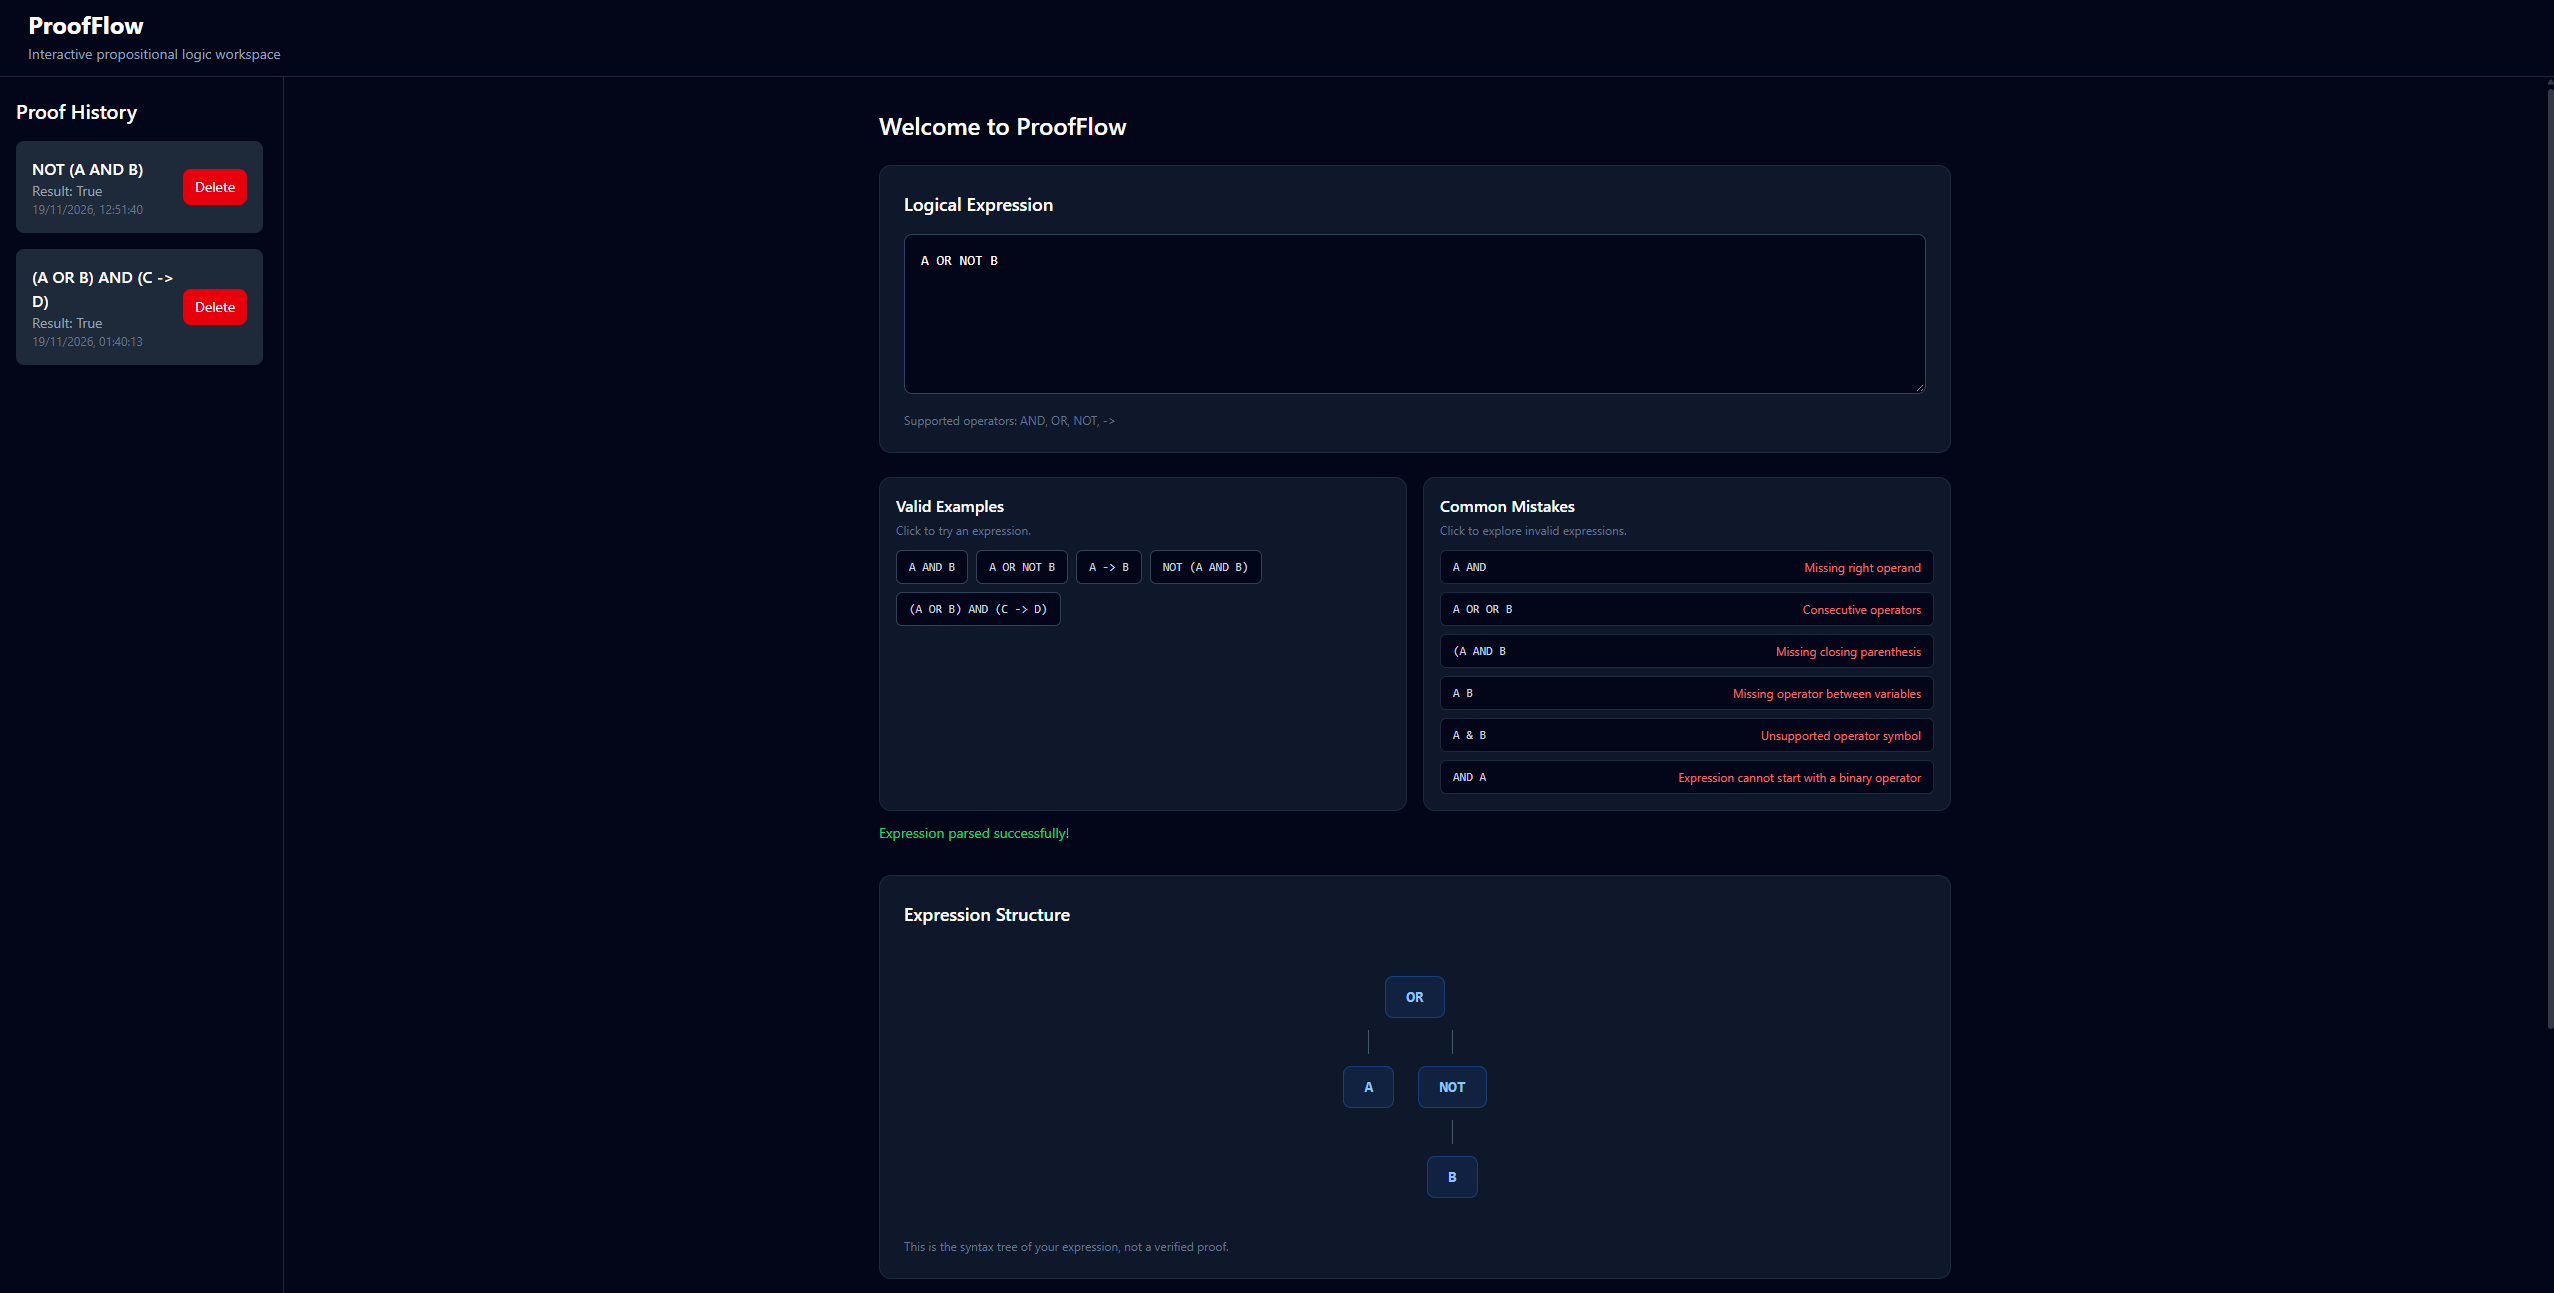 ProofFlow
Interactive propositional logic workspace
Proof History
NOT (A AND B)
Result: True
19/11/2026, 12:51:40
Delete
(A OR B) AND (C ->
D)
Result: True
19/11/2026, 01:40:13
Delete
Welcome to ProofFlow
Logical Expression
A OR NOT B
Supported operators: AND, OR, NOT, ->
Valid Examples
Click to try an expression.
A AND B
A OR NOT B
A -> B
NOT (A AND B)
(A OR B) AND (C -> D)
Common Mistakes
Click to explore invalid expressions.
A AND Missing right operand
A OR OR B Consecutive operators
(A AND B Missing closing parenthesis
A B Missing operator between variables
A & B Unsupported operator symbol
AND A Expression cannot start with a binary operator
Expression parsed successfully!
Expression Structure
OR
A NOT
B
This is the syntax tree of your expression, not a verified proof.